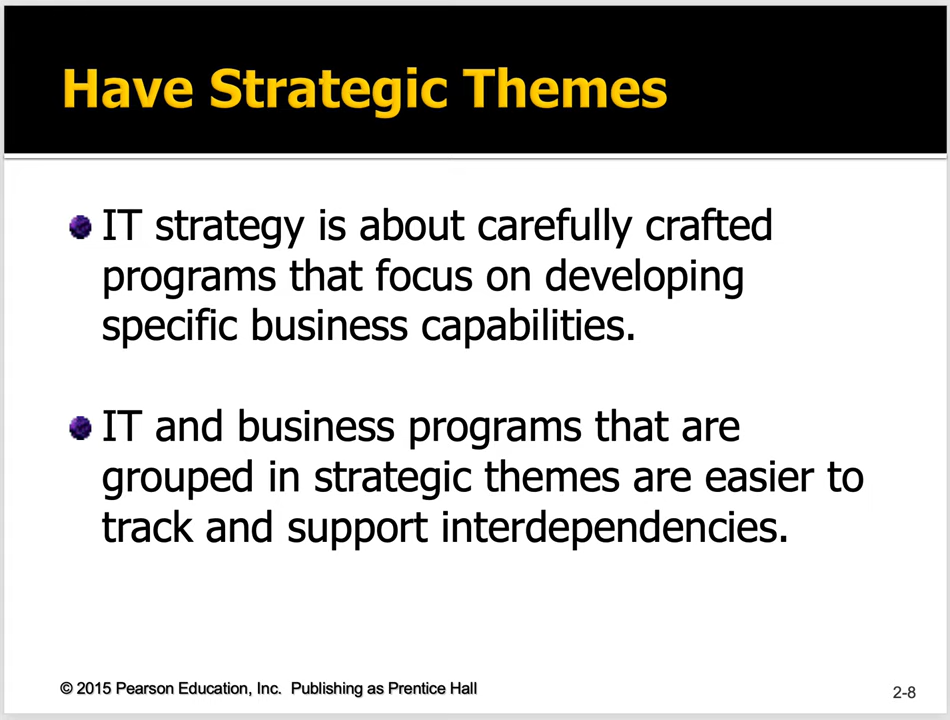 Have Strategic Themes
IT strategy is about carefully crafted
programs that focus on developing
specific business capabilities.
IT and business programs that are
grouped in strategic themes are easier to
track and support interdependencies.
© 2015 Pearson Education, Inc. Publishing as Prentice Hall
2-8